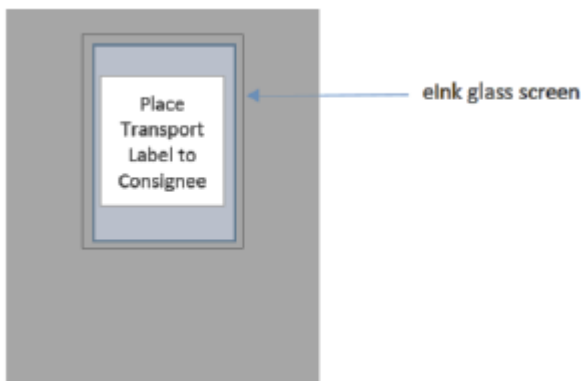 Place
Transport
Label to
Consignee
eInk glass screen